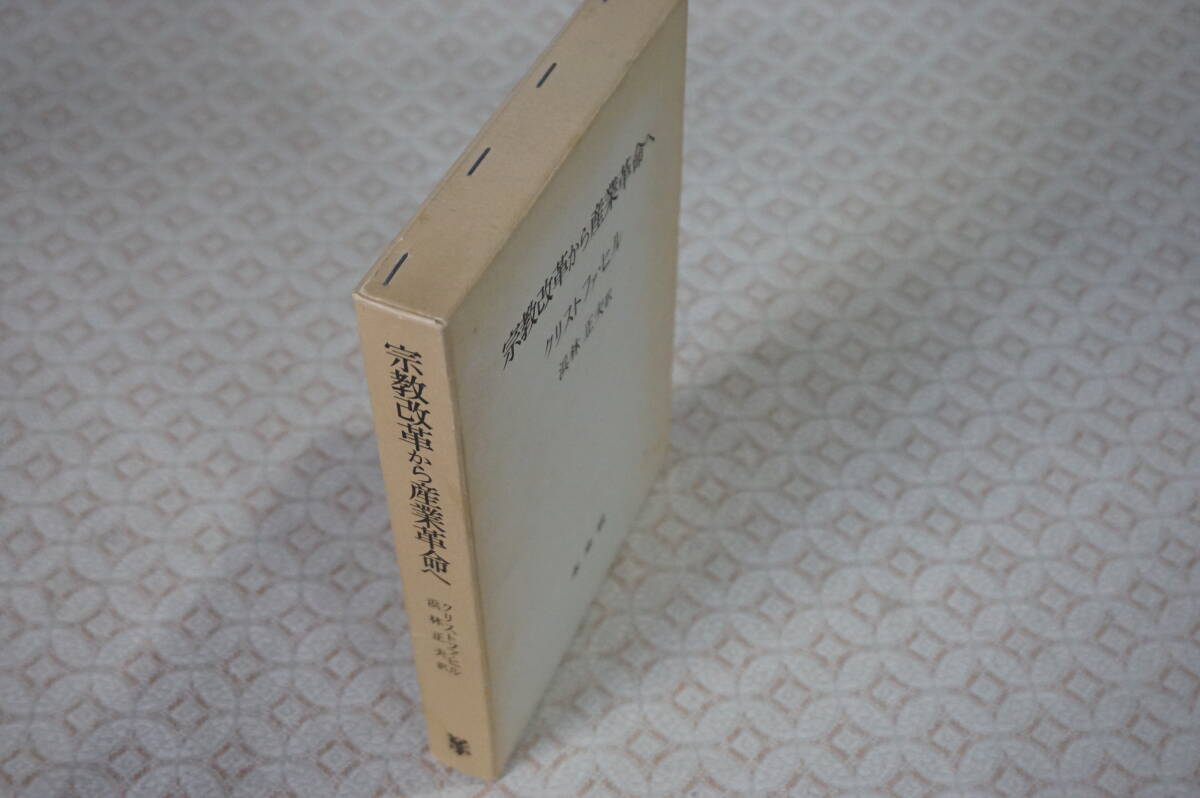 宗教改革から産業革命へ
クリストファ・ヒル
浜林正夫訳
宗教改革から産業革命へ
クリストファ・ヒル
浜林正夫訳